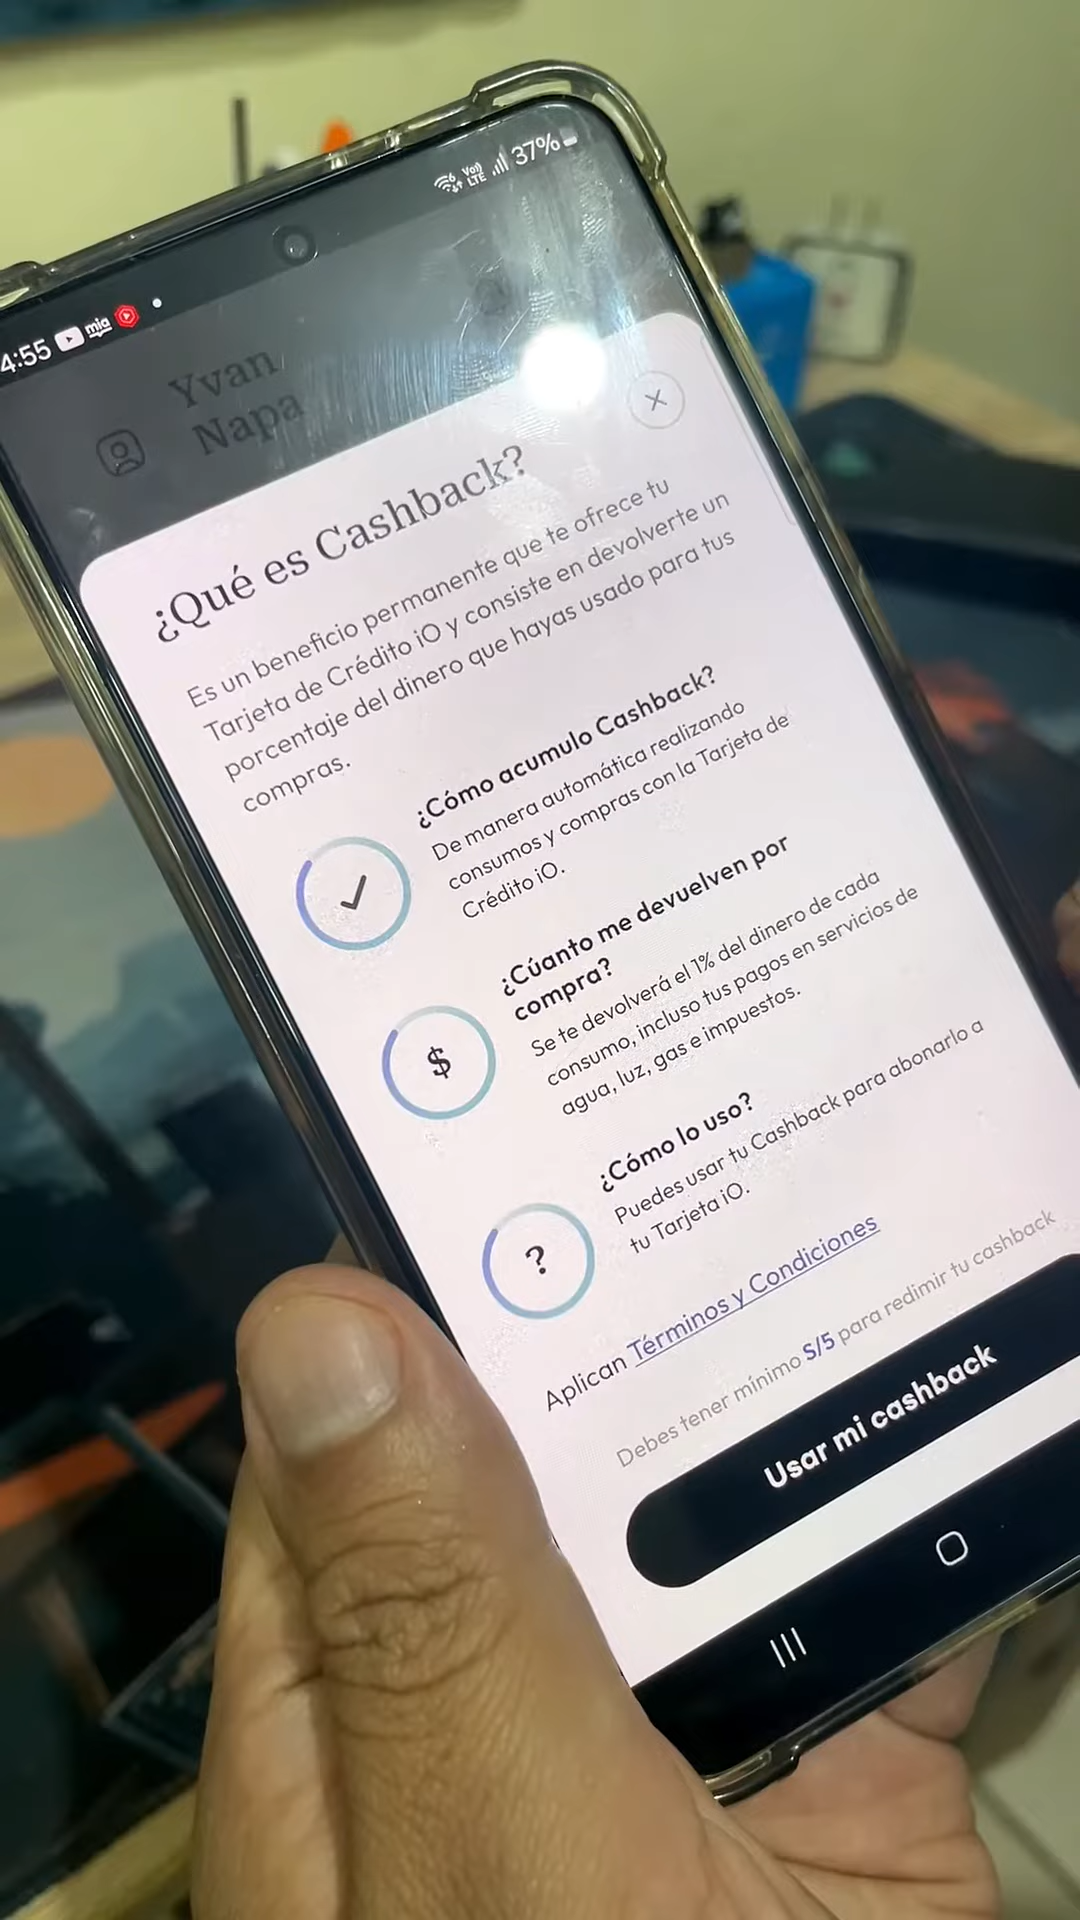 4:55
mia
Vo))
LTE
37%
Yvan
Napa
¿Qué es Cashback?
Es un beneficio permanente que te ofrece tu
Tarjeta de Crédito iO y consiste en devolverte un
porcentaje del dinero que hayas usado para tus
compras.
¿Cómo acumulo Cashback?
De manera automática realizando
consumos y compras con la Tarjeta de
Crédito iO.
¿Cúanto me devuelven por
compra?
Se te devolverá el 1% del dinero de cada
consumo, incluso tus pagos en servicios de
agua, luz, gas e impuestos.
¿Cómo lo uso?
Puedes usar tu Cashback para abonarlo a
tu Tarjeta iO.
Aplican Términos y Condiciones
Debes tener mínimo S/5 para redimir tu cashback
Usar mi cashback